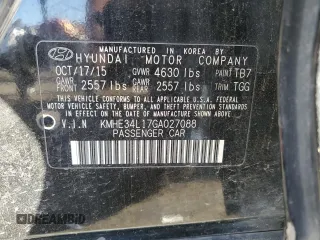 MANUFACTURED IN KOREA BY
HYUNDAI MOTOR COMPANY
OCT/17/15 GVWR 4630 lbs PAINT TB7
GAWR FRONT 2557 lbs GAWR REAR 2557 lbs TRIM TGG
THIS VEHICLE CONFORMS TO ALL APPLICABLE U.S. FEDERAL
MOTOR VEHICLE SAFETY, BUMPER, AND THEFT PREVENTION
STANDARDS IN EFFECT ON THE DATE OF MANUFACTURE
SHOWN ABOVE.
V.I.N KMHE34L17GA027088
PASSENGER CAR
© DREAMBID